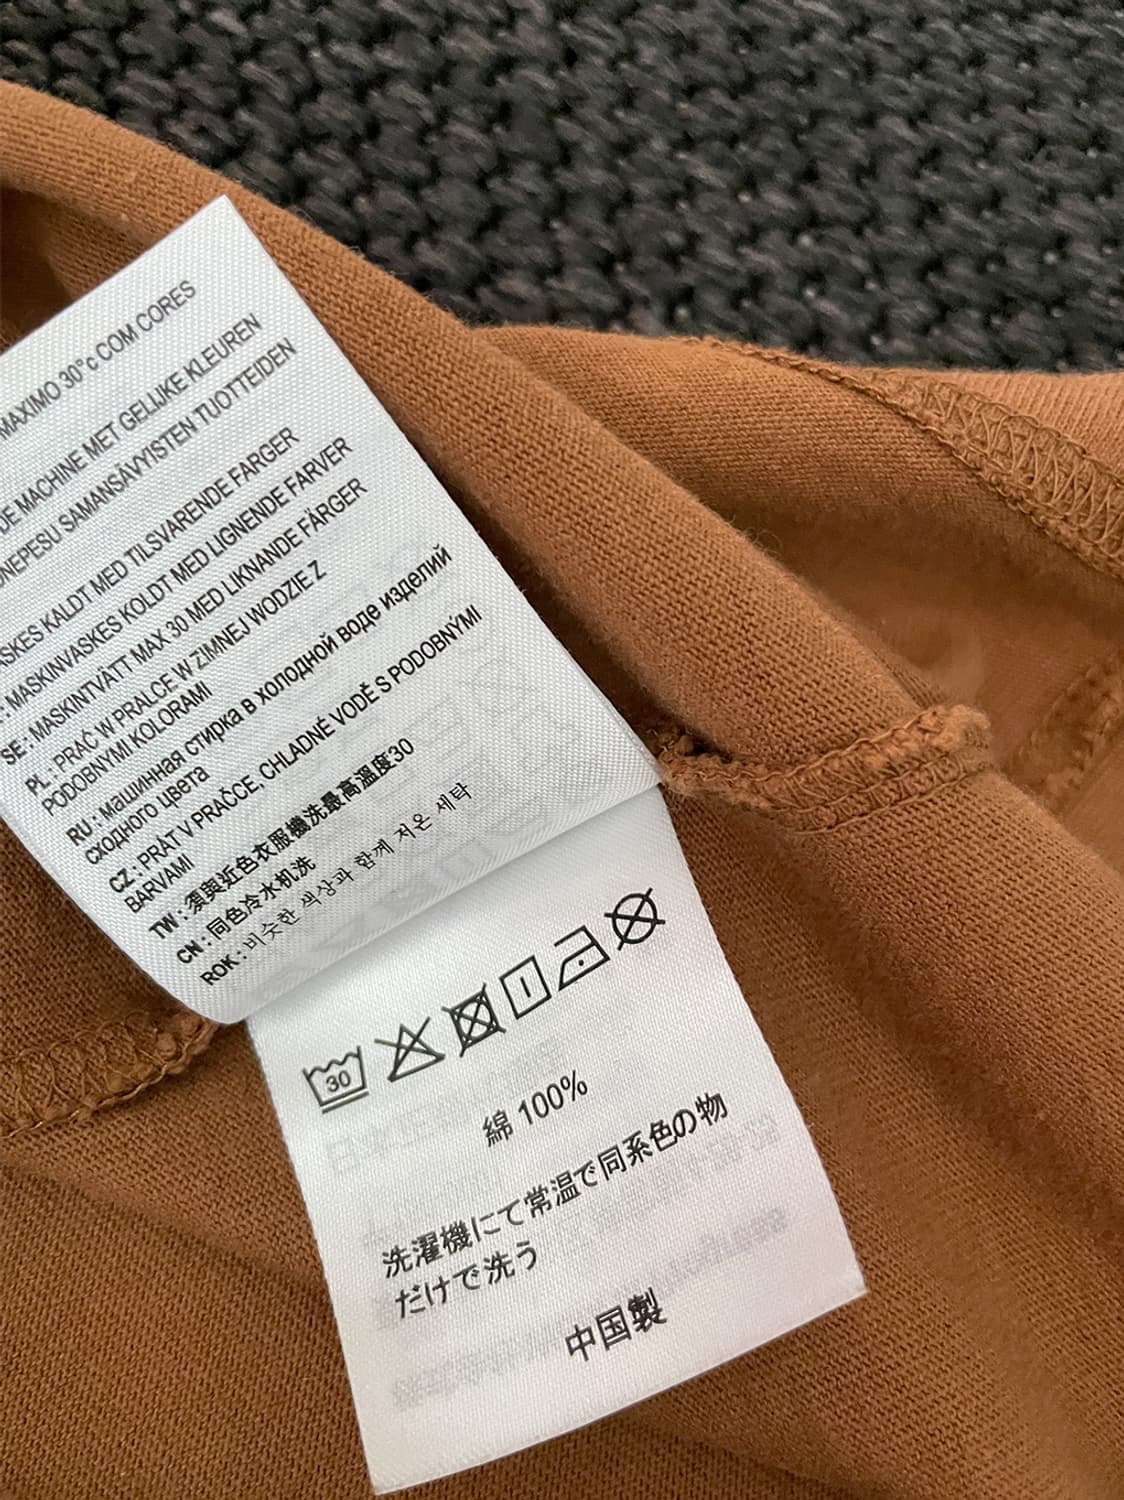 MAXIMO 30°c COM CORES
DE MACHINE MET GELIJKE KLEUREN
SAMANSÄVYISTEN TUOTTEIDEN
KALDT MED TILSVARENDE FARGER
: MASKINVASKES KOLDT MED LIGNENDE FARVER
SE : MASKINTVÄTT MAX 30 MED LIKNANDE FÄRGER
PL : PRAĆ W PRALCE W ZIMNEJ WODZIE Z
PODOBNYMI KOLORAMI
RU : машинная стирка в холодной воде изделий
сходного цвета
CZ : PRÁT V PRAČCE, CHLADNÉ VODĚ S PODOBNÝMI
BARVAMI
TW : 須與近色衣服機洗最高溫度30
CN : 同色冷水机洗
ROK : 비슷한 색상과 함께 저온 세탁
30
綿 100%
洗濯機にて常温で同系色の物
だけで洗う
中国製